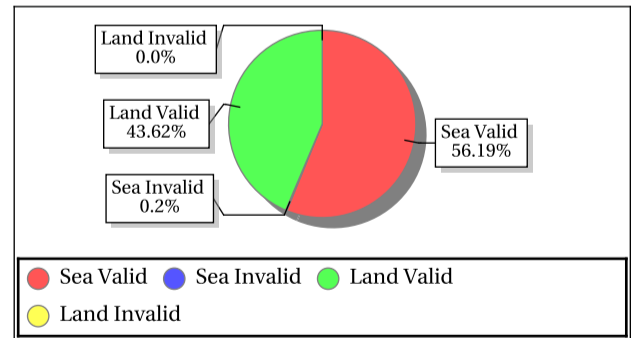 Land Invalid
0.0%
Land Valid
43.62%
Sea Valid
56.19%
Sea Invalid
0.2%
Sea Valid Sea Invalid Land Valid
Land Invalid